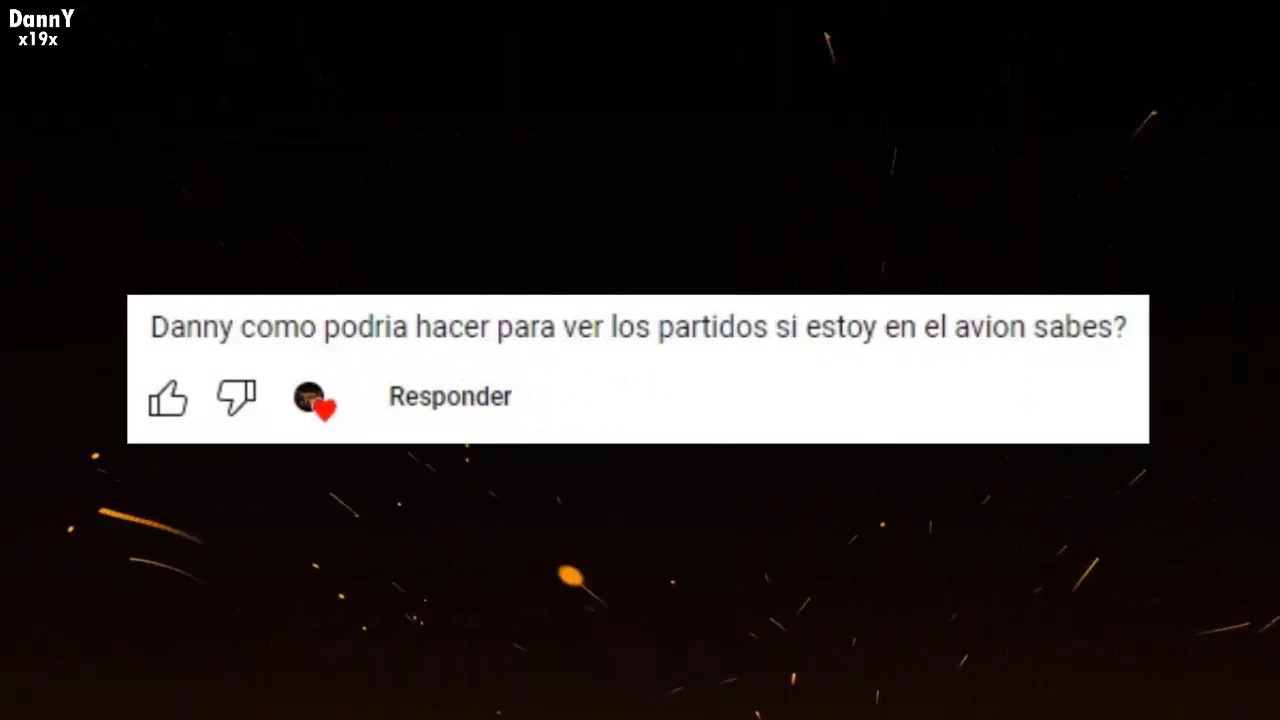 DannY
x19x
Danny como podria hacer para ver los partidos si estoy en el avion sabes?
Responder